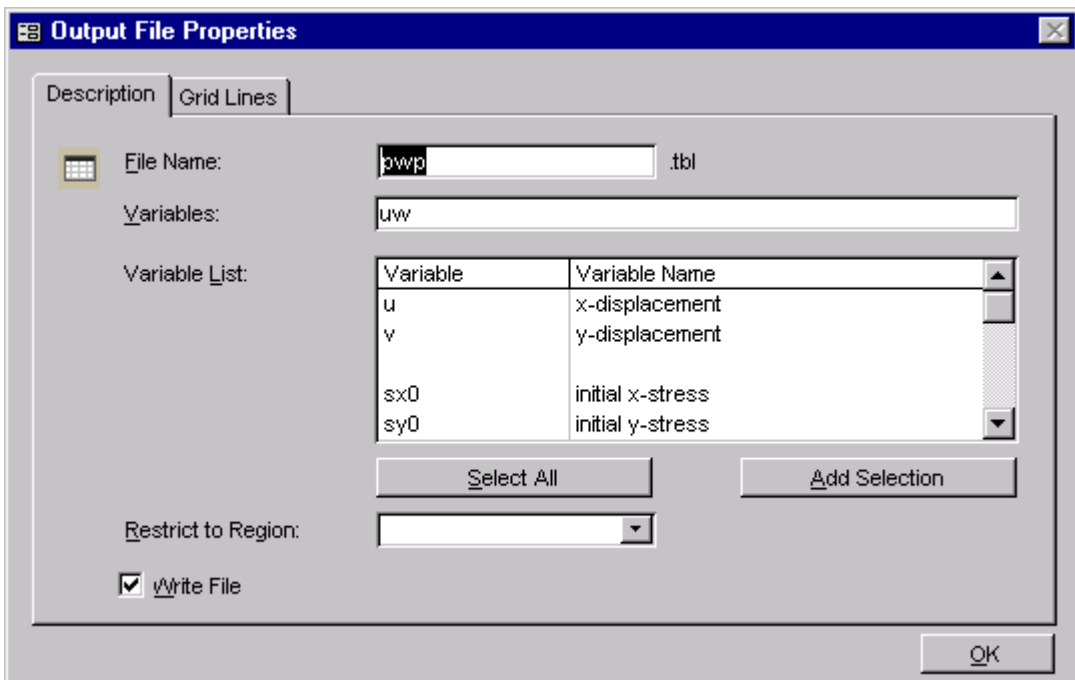 Output File Properties
Description Grid Lines
File Name: pwp .tbl
Variables: uw
Variable List: Variable Variable Name
u x-displacement
v y-displacement
sx0 initial x-stress
sy0 initial y-stress
Select All Add Selection
Restrict to Region:
Write File
OK